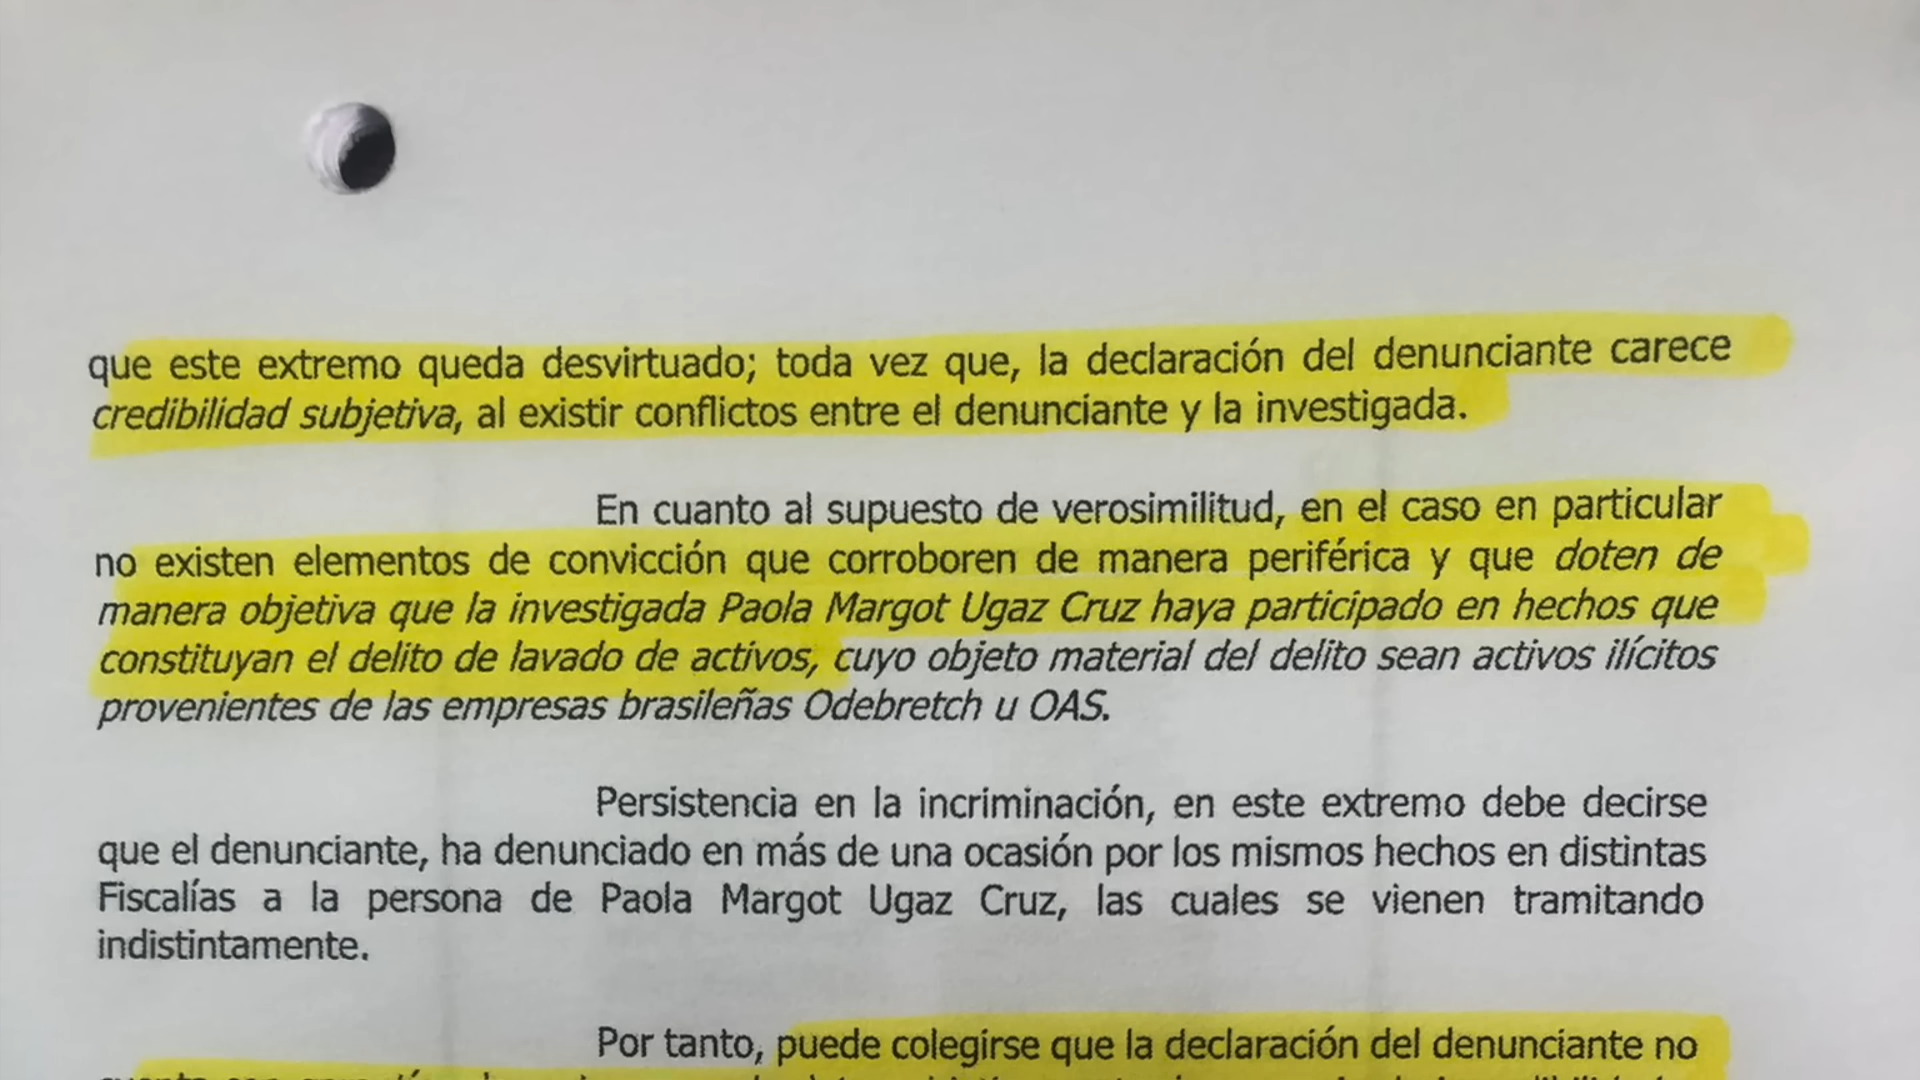 que este extremo queda desvirtuado; toda vez que, la declaración del denunciante carece
credibilidad subjetiva, al existir conflictos entre el denunciante y la investigada.
En cuanto al supuesto de verosimilitud, en el caso en particular
no existen elementos de convicción que corroboren de manera periférica y que doten de
manera objetiva que la investigada Paola Margot Ugaz Cruz haya participado en hechos que
constituyan el delito de lavado de activos, cuyo objeto material del delito sean activos ilícitos
provenientes de las empresas brasileñas Odebretch u OAS.
Persistencia en la incriminación, en este extremo debe decirse
que el denunciante, ha denunciado en más de una ocasión por los mismos hechos en distintas
Fiscalías a la persona de Paola Margot Ugaz Cruz, las cuales se vienen tramitando
indistintamente.
Por tanto, puede colegirse que la declaración del denunciante no